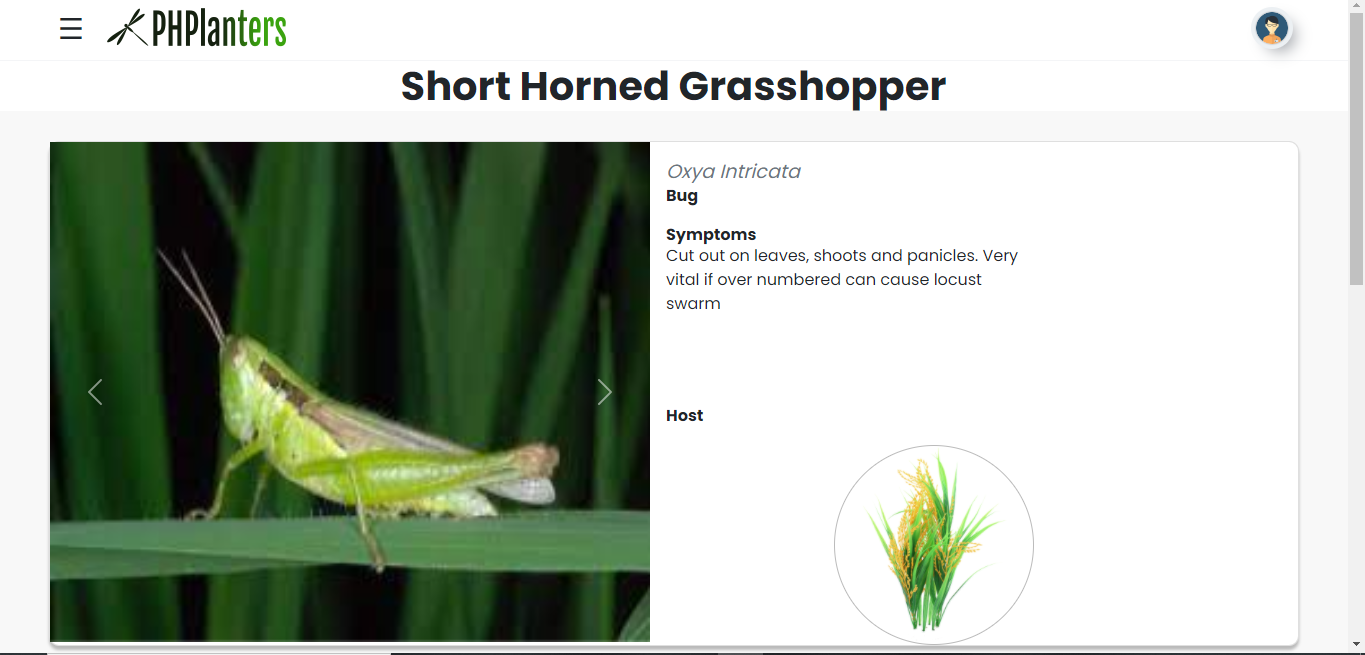 PHPlanters
Short Horned Grasshopper
Oxya Intricata
Bug
Symptoms
Cut out on leaves, shoots and panicles. Very
vital if over numbered can cause locust
swarm
Host